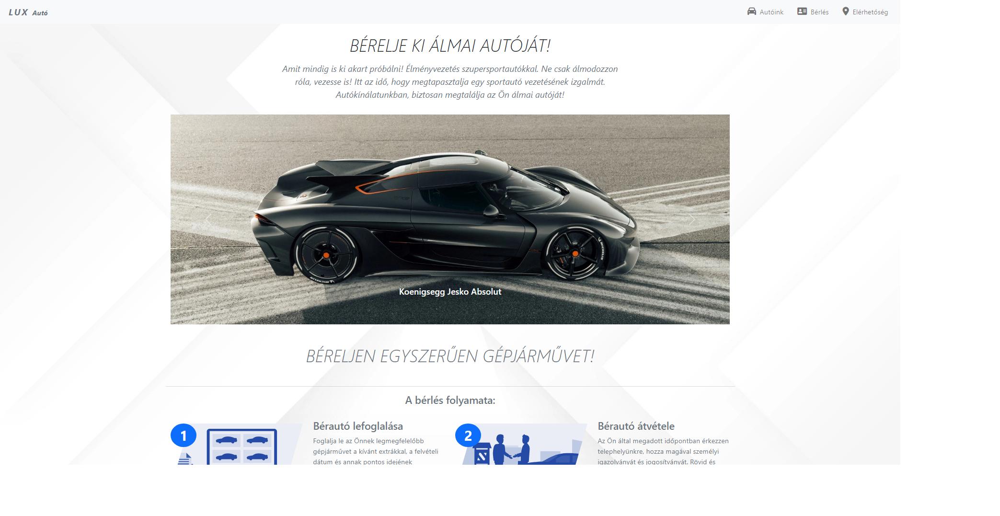 LUX Autó
Autóink
Bérlés
Elérhetőség
BÉRELJE KI ÁLMAI AUTÓJÁT!
Amit mindig is ki akart próbálni! Élményvezetés szupersportautókkal. Ne csak álmodozzon
róla, vezesse is! Itt az idő, hogy megtapasztalja egy sportautó vezetésének izgalmát.
Autókínálatunkban, biztosan megtalálja az Ön álmai autóját!
MICHELIN
MICHELIN
Koenigsegg Jesko Absolut
BÉRELJEN EGYSZERŰEN GÉPJÁRMŰVET!
A bérlés folyamata:
1
Bérautó lefoglalása
Foglalja le az Önnek legmegfelelőbb
gépjárművet a kívánt extrákkal, a felvételi
dátum és annak pontos idejének
2
Bérautó átvétele
Az Ön által megadott időpontban érkezzen
telephelyünkre, hozza magával személyi
igazolványát és jogosítványát. Rövid és